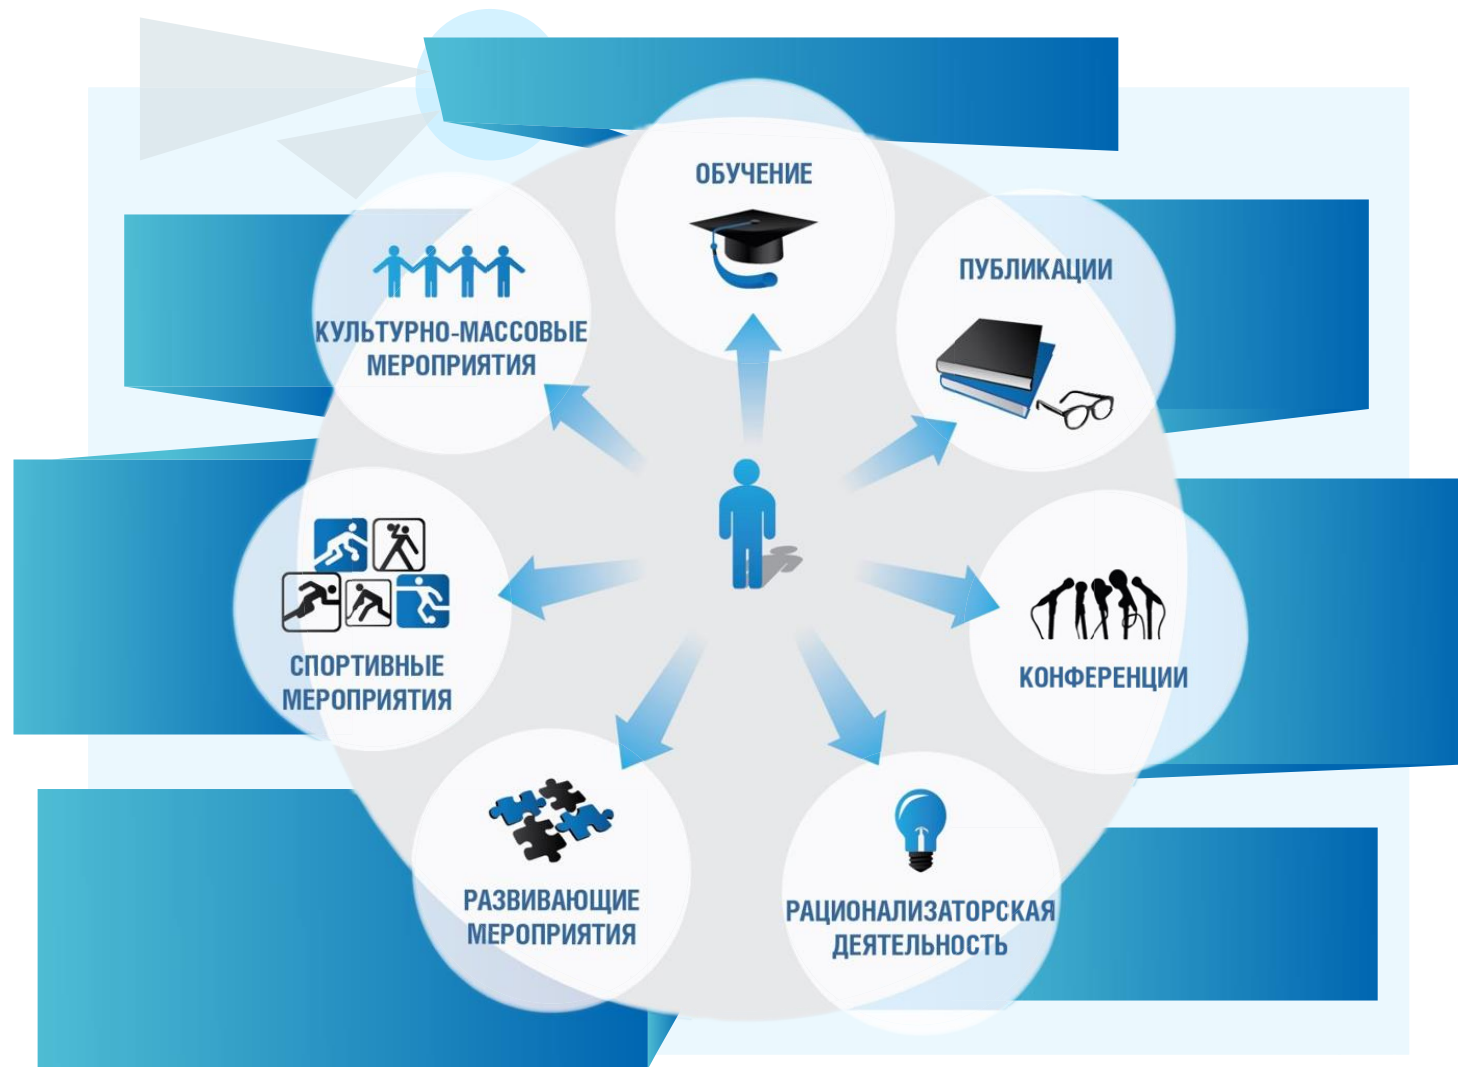 ОБУЧЕНИЕ
ПУБЛИКАЦИИ
КУЛЬТУРНО-МАССОВЫЕ
МЕРОПРИЯТИЯ
СПОРТИВНЫЕ
МЕРОПРИЯТИЯ
КОНФЕРЕНЦИИ
РАЗВИВАЮЩИЕ
МЕРОПРИЯТИЯ
РАЦИОНАЛИЗАТОРСКАЯ
ДЕЯТЕЛЬНОСТЬ